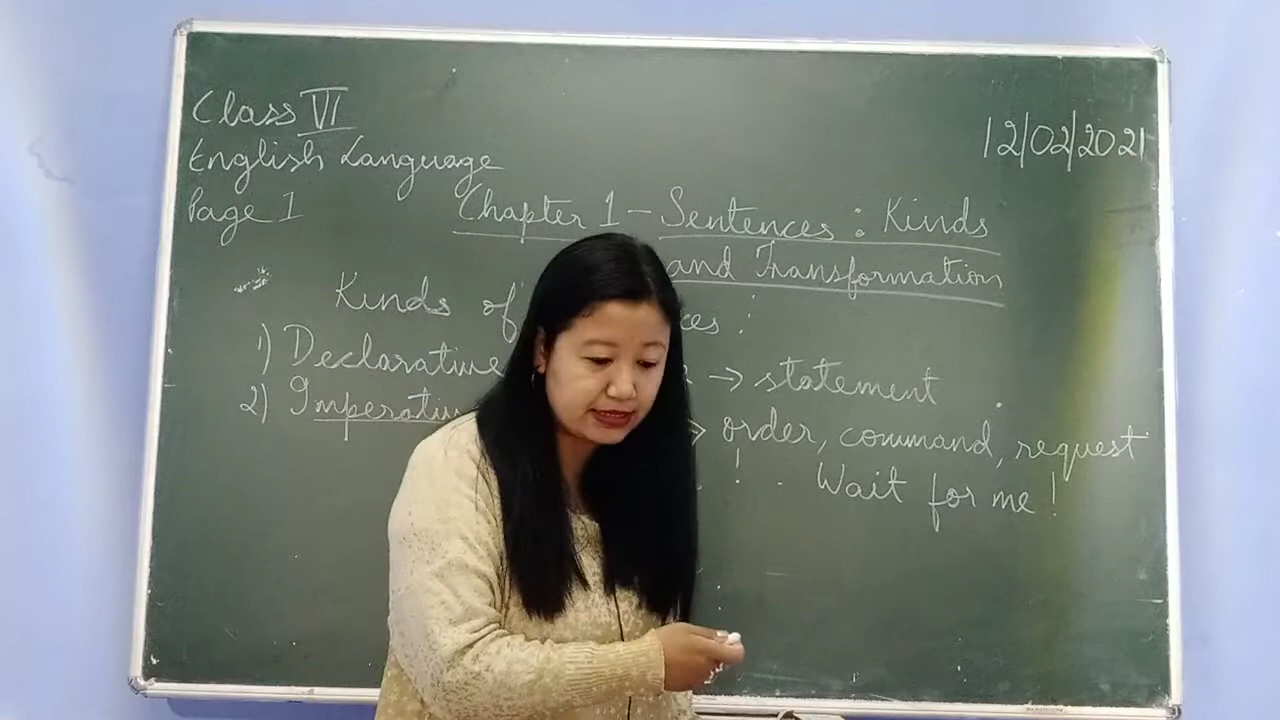 Class VI
12/02/2021
English Language
Page 1
Chapter 1 - Sentences : Kinds
and Transformation
Kinds of ces :
1) Declarative → statement .
2) Imperativ → order, command, request
. ! . Wait for me !